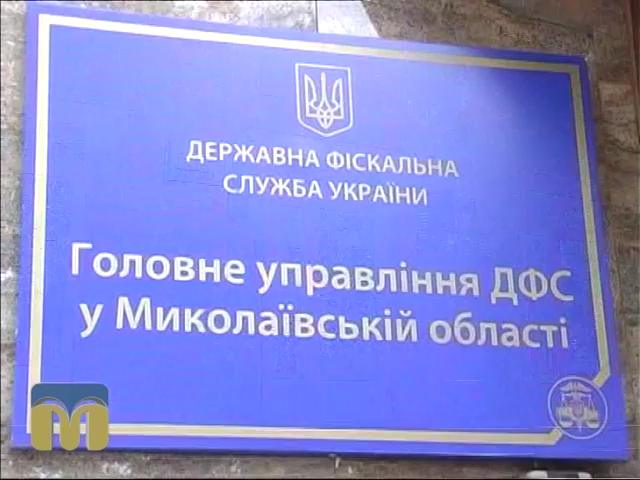 ДЕРЖАВНА ФІСКАЛЬНА
СЛУЖБА УКРАЇНИ
Головне управління ДФС
у Миколаївській області
М